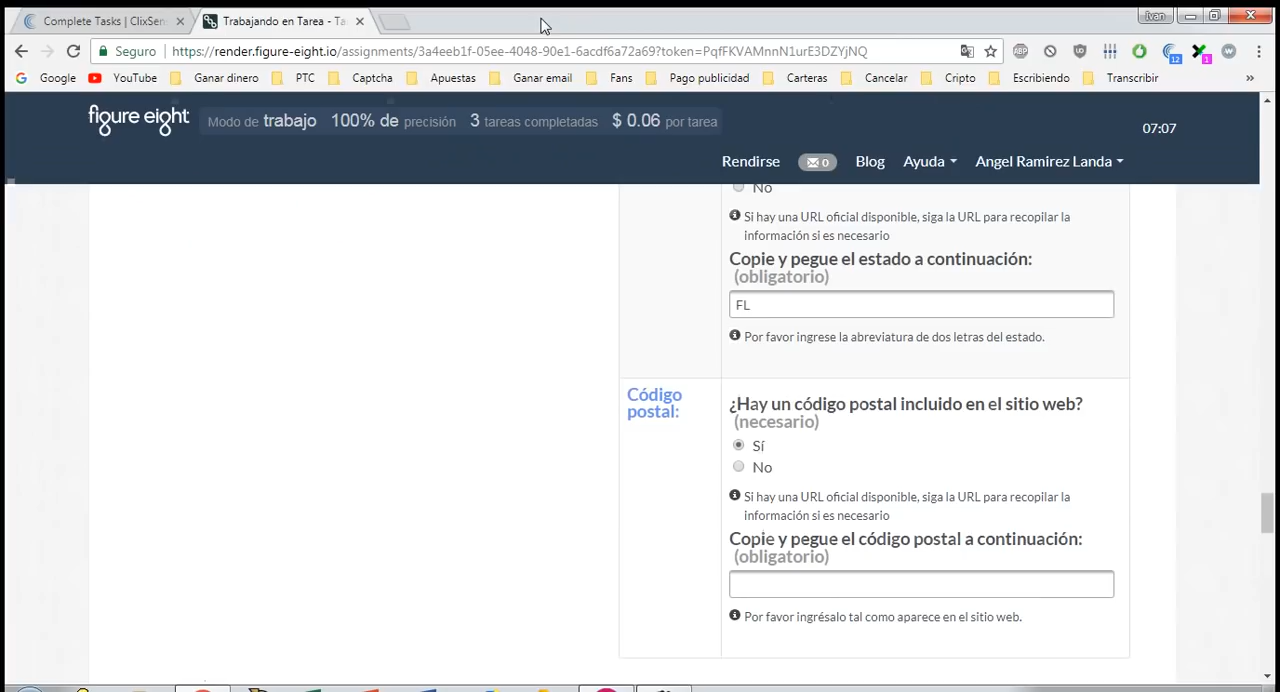 Complete Tasks | ClixSen
Trabajando en Tarea - Ta
Ivan
Seguro
https://render.figure-eight.io/assignments/3a4eeb1f-05ee-4048-90e1-6acdf6a72a69?token=PqfFKVAMnnN1urE3DZYjNQ
ABP
12
1
Google YouTube Ganar dinero PTC Captcha Apuestas Ganar email Fans Pago publicidad Carteras Cancelar Cripto Escribiendo Transcribir »
figure eight
Modo de trabajo 100% de precisión 3 tareas completadas $ 0.06 por tarea
07:07
Rendirse 0 Blog Ayuda Angel Ramirez Landa
No
Si hay una URL oficial disponible, siga la URL para recopilar la
información si es necesario
Copie y pegue el estado a continuación:
(obligatorio)
FL
Por favor ingrese la abreviatura de dos letras del estado.
Código
postal:
¿Hay un código postal incluido en el sitio web?
(necesario)
Sí
No
Si hay una URL oficial disponible, siga la URL para recopilar la
información si es necesario
Copie y pegue el código postal a continuación:
(obligatorio)
Por favor ingrésalo tal como aparece en el sitio web.